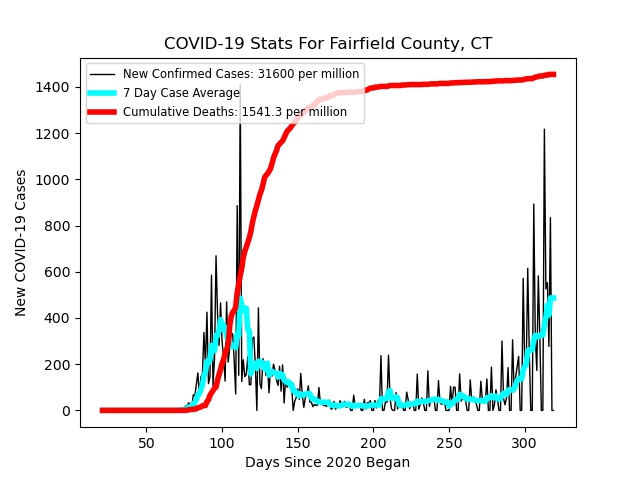 COVID-19 Stats For Fairfield County, CT
New Confirmed Cases: 31600 per million
7 Day Case Average
Cumulative Deaths: 1541.3 per million
New COVID-19 Cases
1400
1200
1000
800
600
400
200
0
50 100 150 200 250 300
Days Since 2020 Began